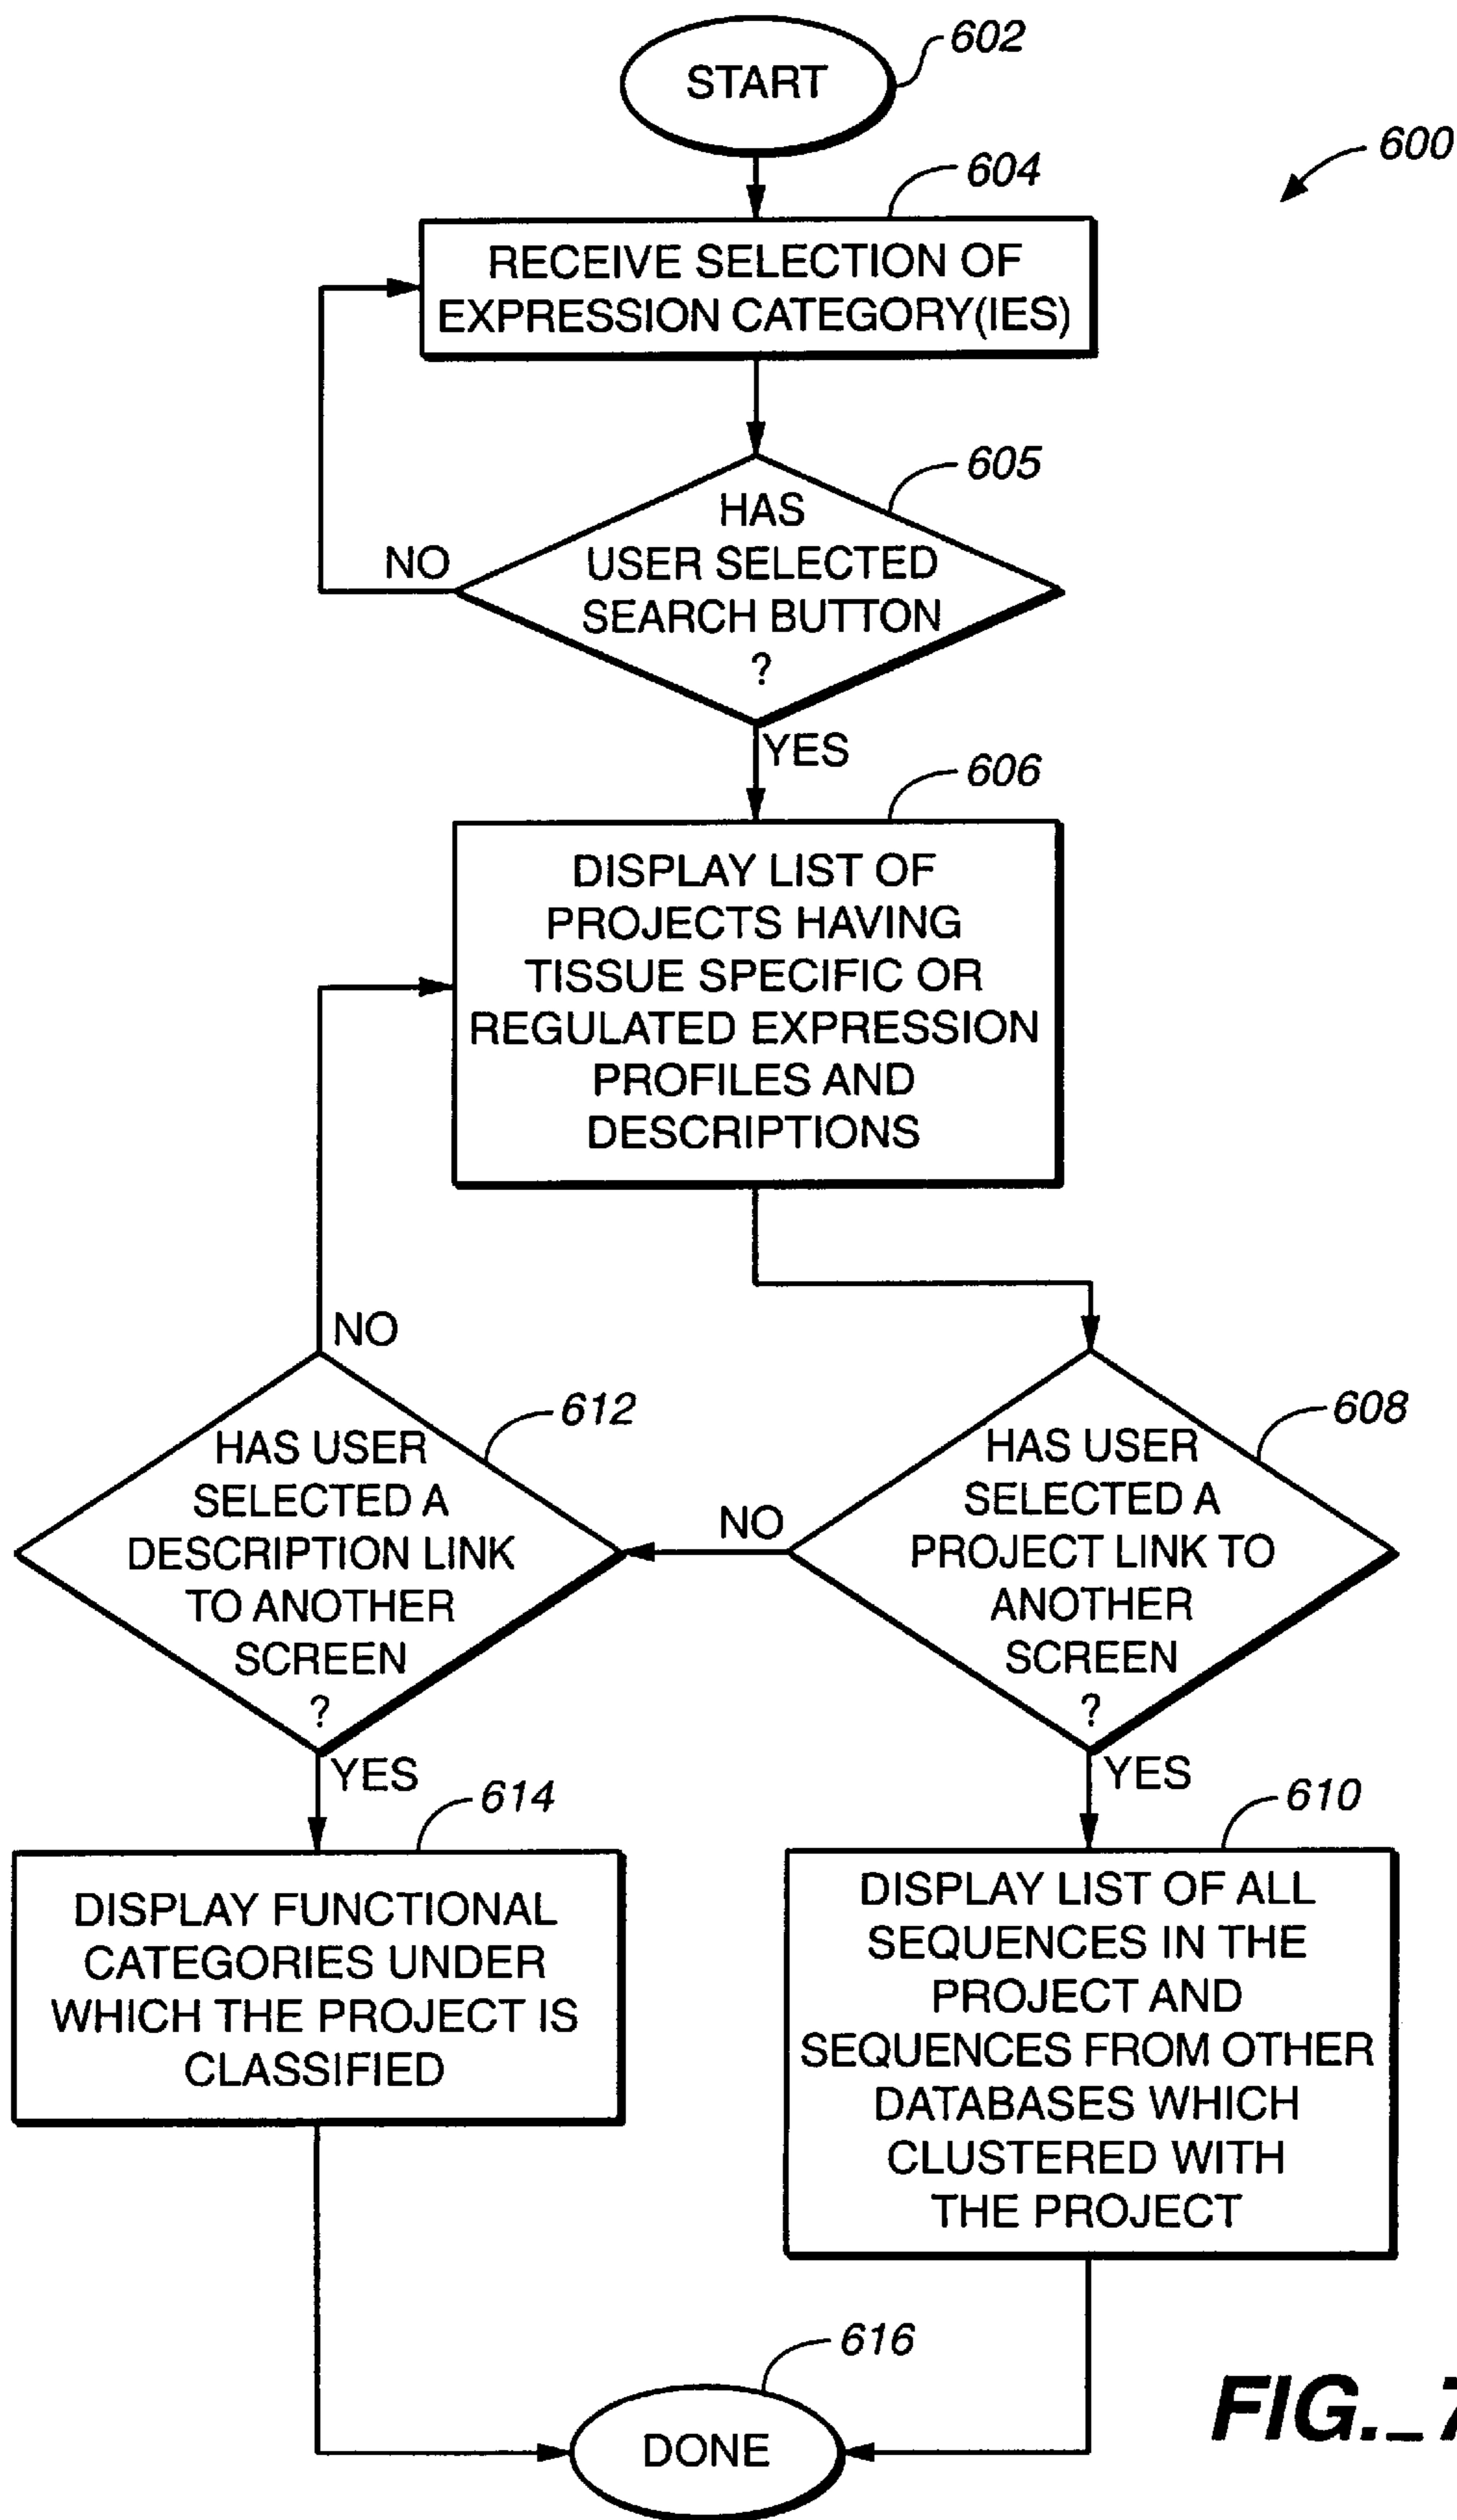 602
START
600
604
RECEIVE SELECTION OF
EXPRESSION CATEGORY(IES)
605
HAS
USER SELECTED
SEARCH BUTTON
?
NO
YES
606
DISPLAY LIST OF
PROJECTS HAVING
TISSUE SPECIFIC OR
REGULATED EXPRESSION
PROFILES AND
DESCRIPTIONS
NO
612
HAS USER
SELECTED A
DESCRIPTION LINK
TO ANOTHER
SCREEN
?
NO
608
HAS USER
SELECTED A
PROJECT LINK TO
ANOTHER
SCREEN
?
YES
614
DISPLAY FUNCTIONAL
CATEGORIES UNDER
WHICH THE PROJECT IS
CLASSIFIED
YES
610
DISPLAY LIST OF ALL
SEQUENCES IN THE
PROJECT AND
SEQUENCES FROM OTHER
DATABASES WHICH
CLUSTERED WITH
THE PROJECT
616
DONE
FIG._7